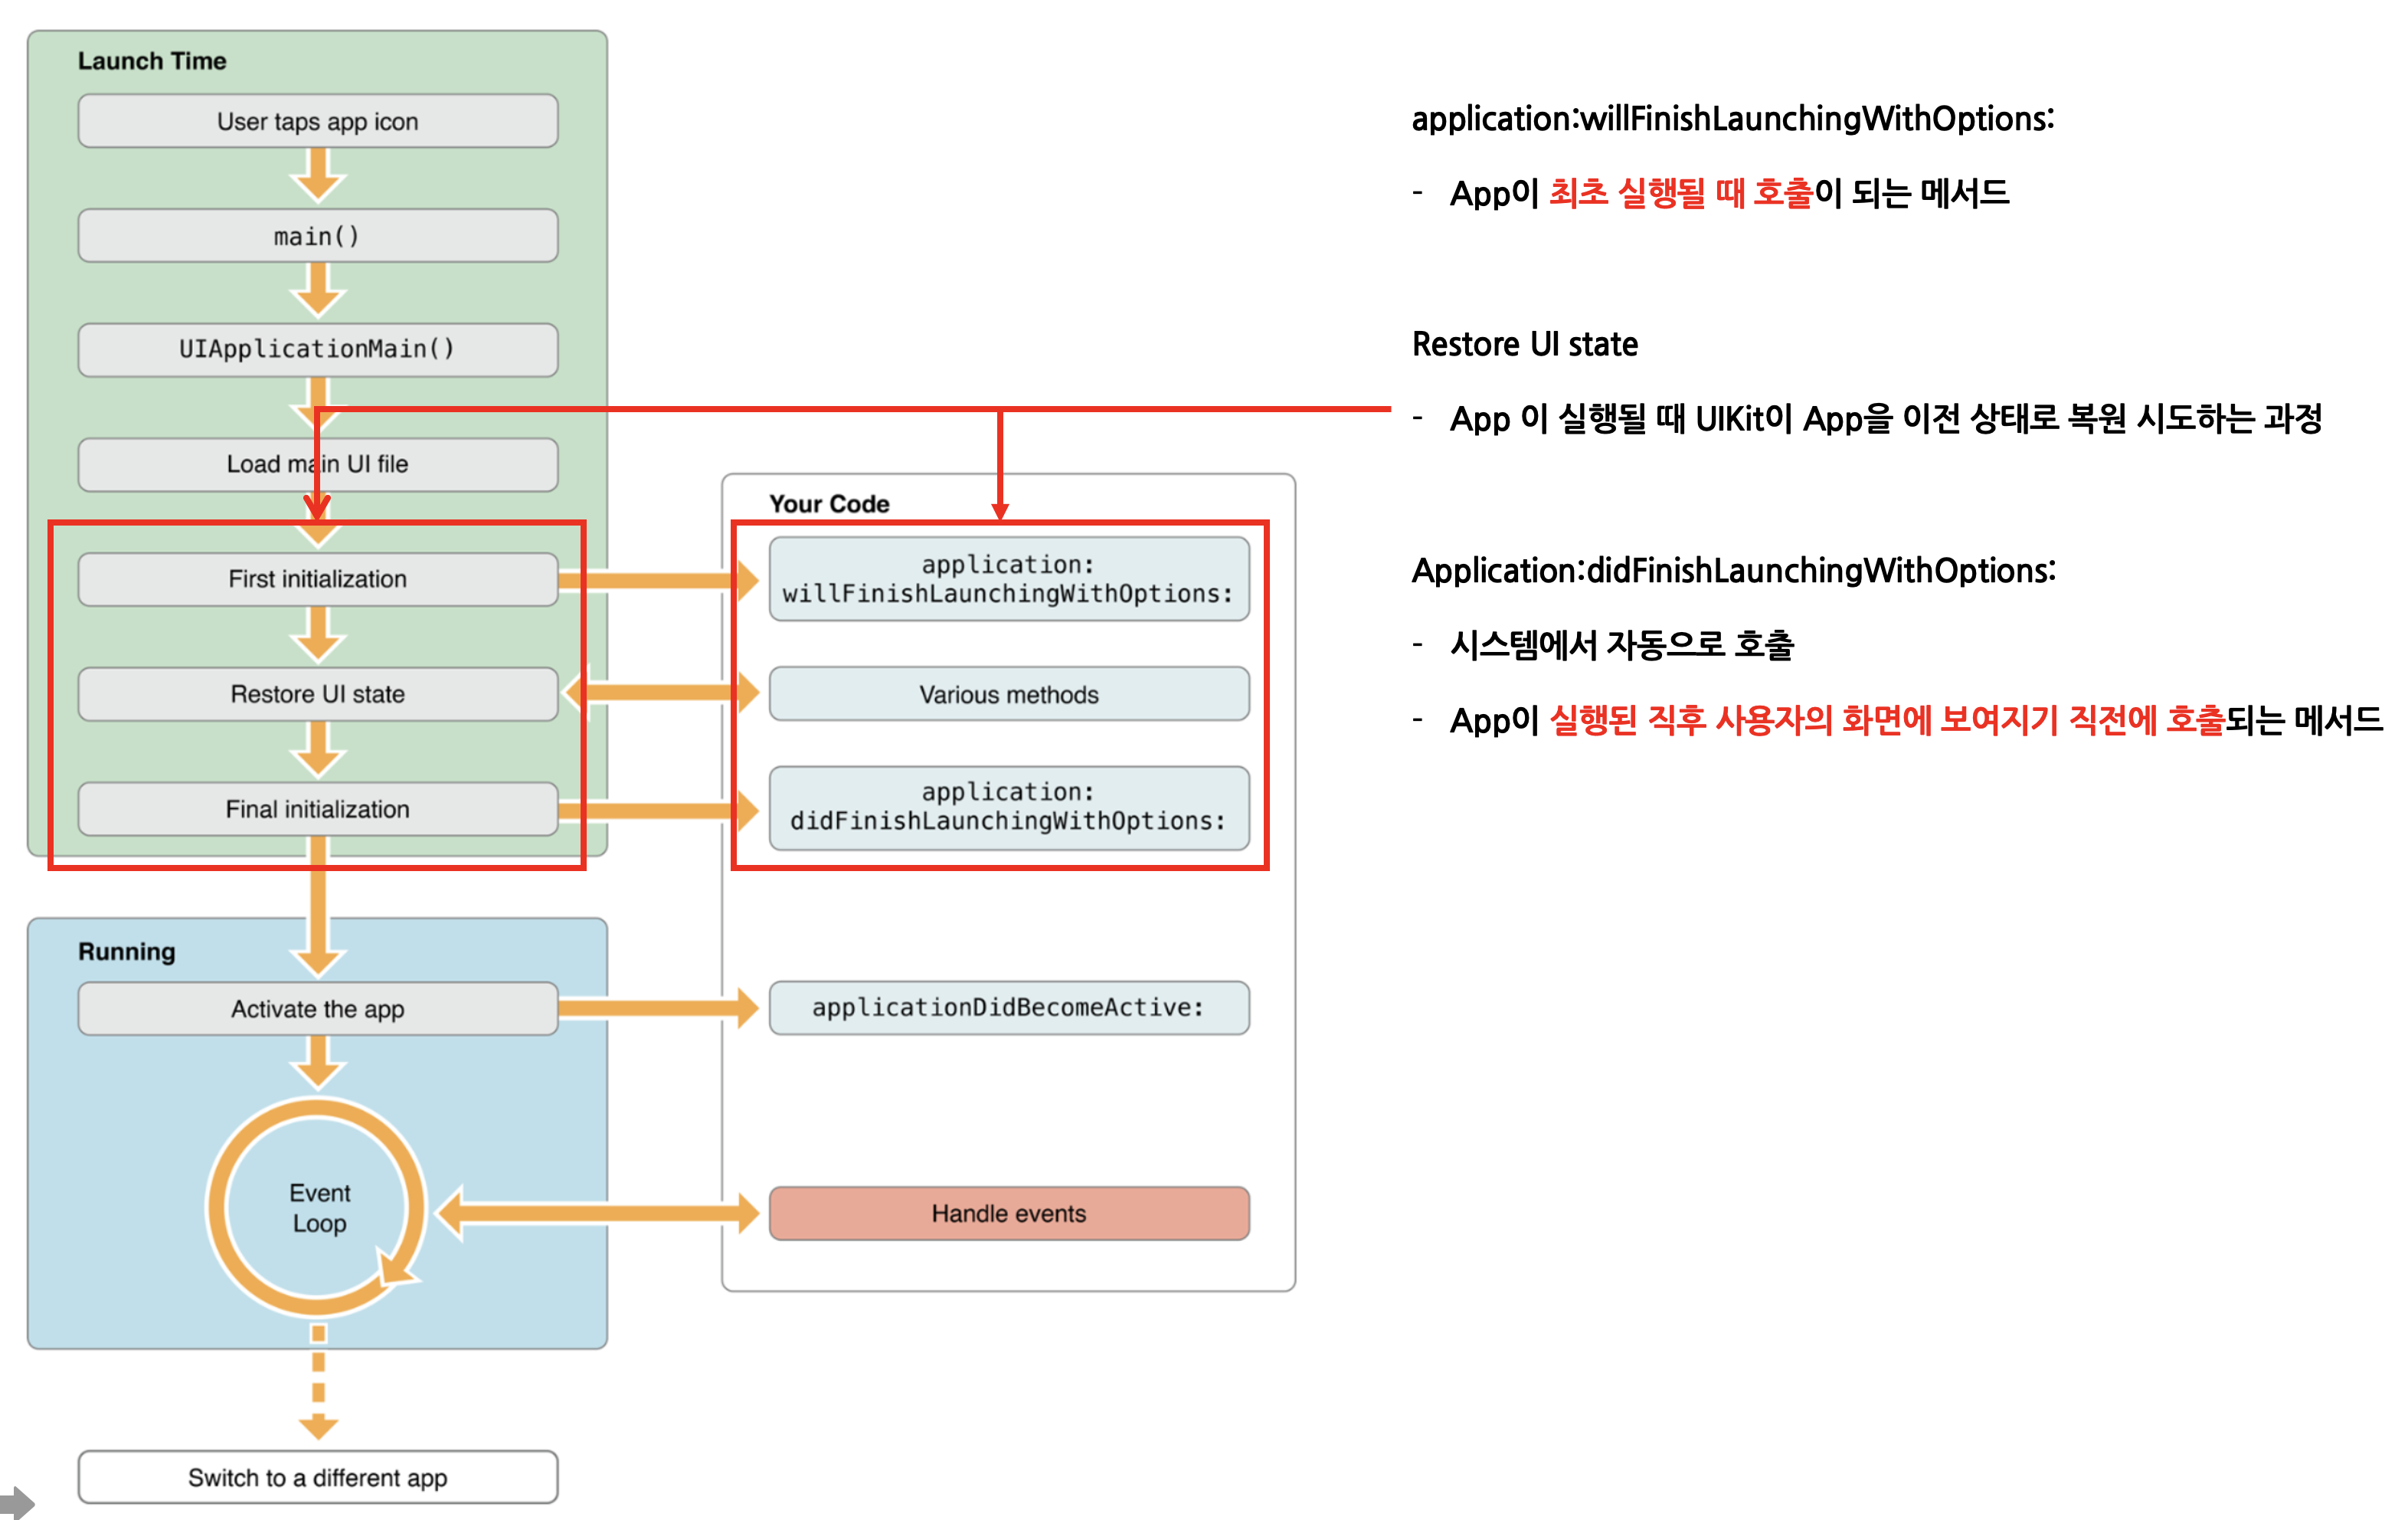 Launch Time
User taps app icon
main()
UIApplicationMain()
Load main UI file
First initialization
Restore UI state
Final initialization
Running
Activate the app
Event
Loop
Switch to a different app
Your Code
application:
willFinishLaunchingWithOptions:
Various methods
application:
didFinishLaunchingWithOptions:
applicationDidBecomeActive:
Handle events
application:willFinishLaunchingWithOptions:
- App이 최초 실행될 때 호출이 되는 메서드
Restore UI state
- App 이 실행될 때 UIKit이 App을 이전 상태로 복원 시도하는 과정
Application:didFinishLaunchingWithOptions:
- 시스템에서 자동으로 호출
- App이 실행된 직후 사용자의 화면에 보여지기 직전에 호출되는 메서드